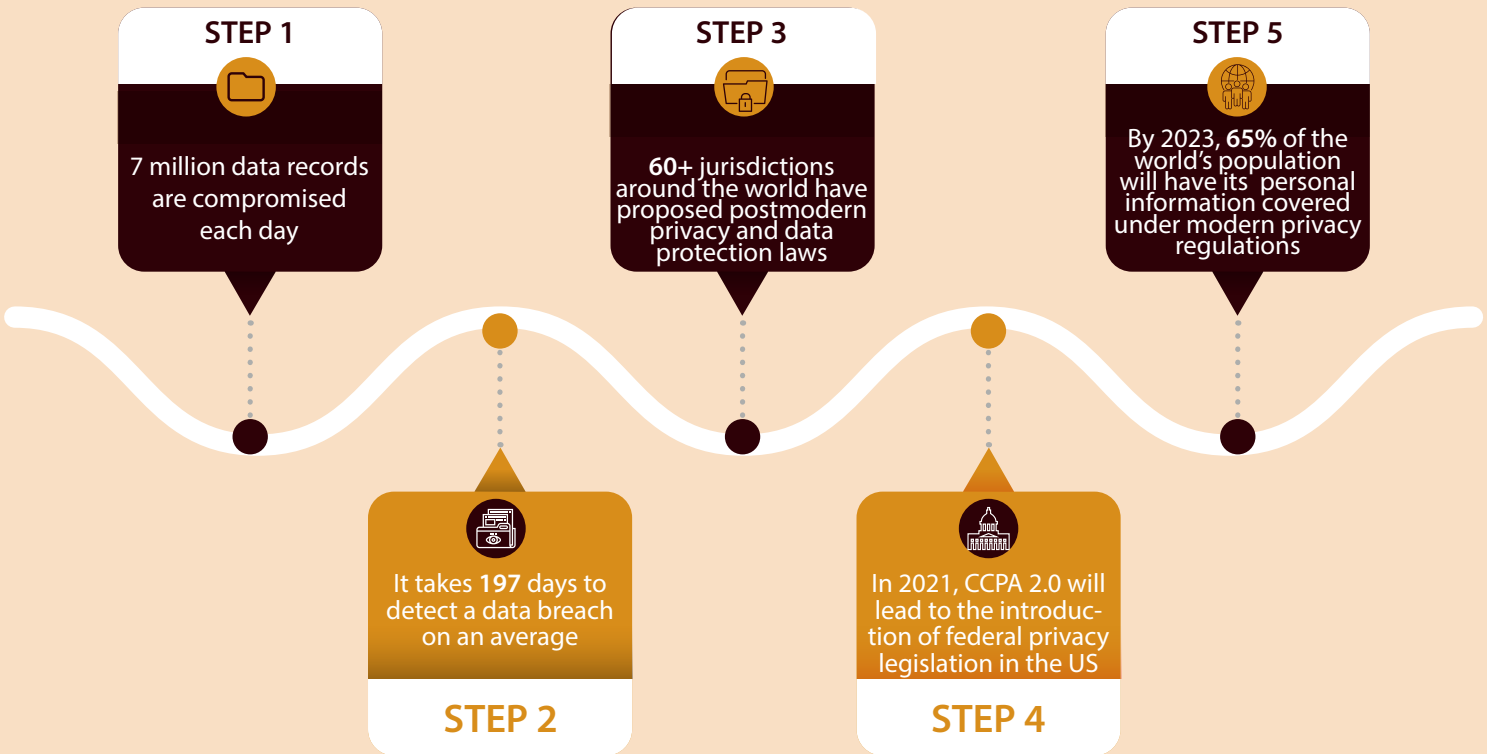 STEP 1
7 million data records
are compromised
each day
It takes 197 days to
detect a data breach
on an average
STEP 2
STEP 3
60+ jurisdictions
around the world have
proposed postmodern
privacy and data
protection laws
In 2021, CCPA 2.0 will
lead to the introduc-
tion of federal privacy
legislation in the US
STEP 4
STEP 5
By 2023, 65% of the
world’s population
will have its  personal
information covered
under modern privacy
regulations